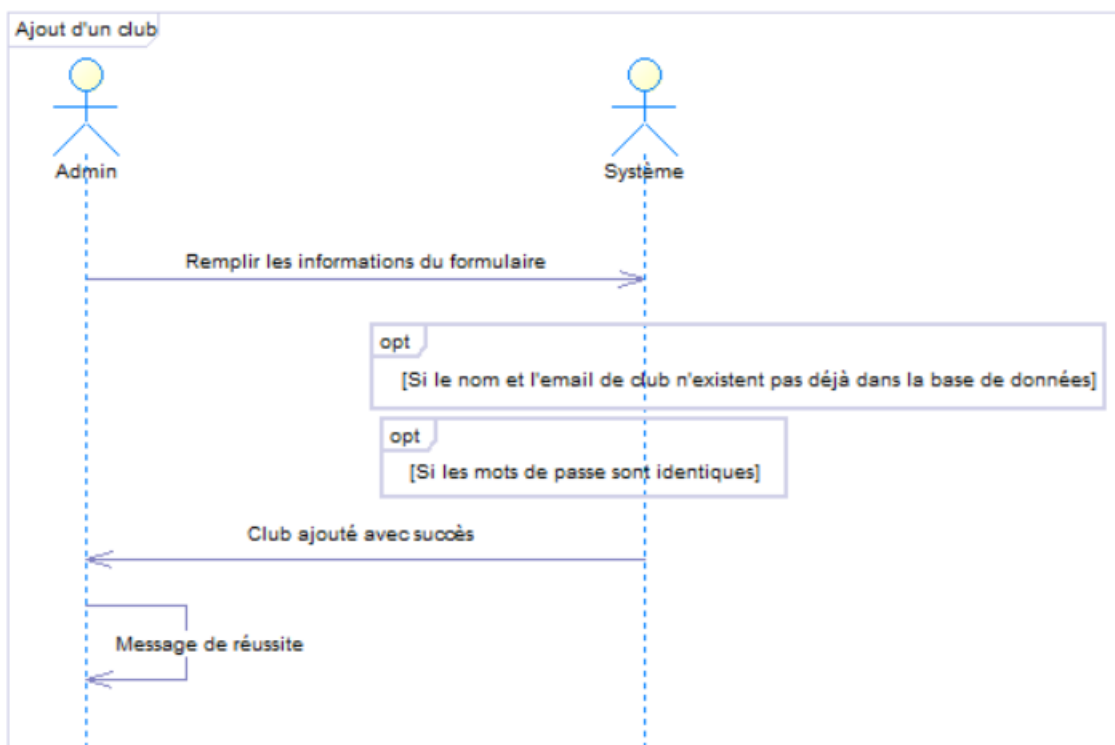 Ajout d'un club
Admin
Système
Remplir les informations du formulaire
opt
[Si le nom et l'email de club n'existent pas déjà dans la base de données]
opt
[Si les mots de passe sont identiques]
Club ajouté avec succès
Message de réussite